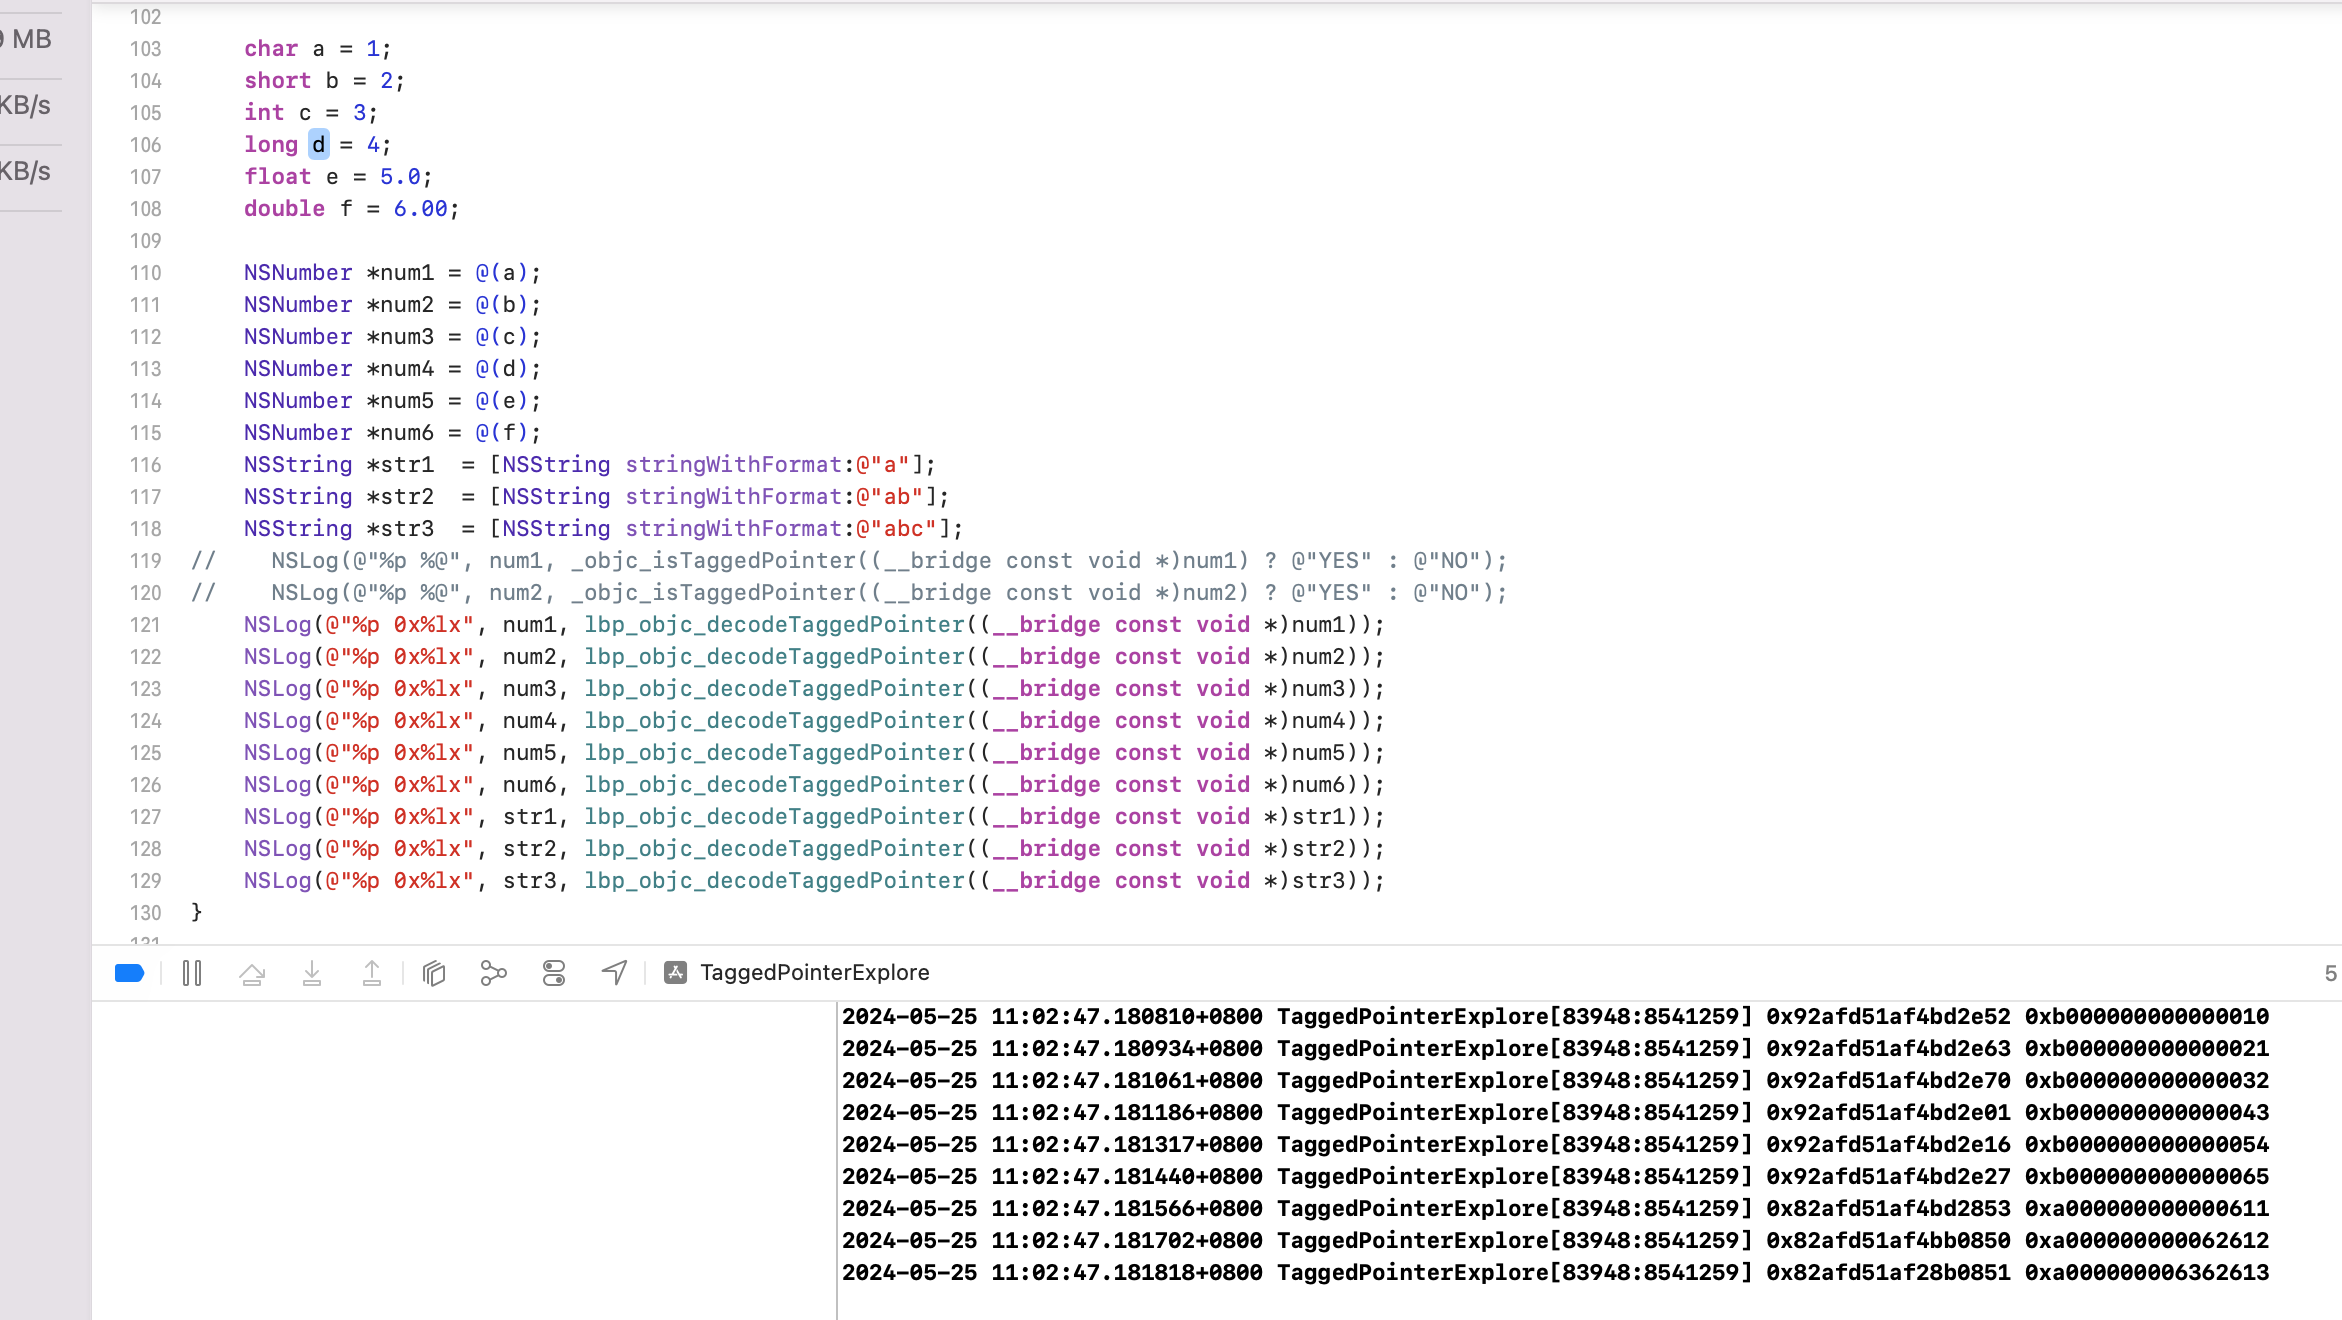 102
9 MB
103 char a = 1;
104 short b = 2;
KB/s
105 int c = 3;
106 long d = 4;
KB/s
107 float e = 5.0;
108 double f = 6.00;
109
110 NSNumber *num1 = @(a);
111 NSNumber *num2 = @(b);
112 NSNumber *num3 = @(c);
113 NSNumber *num4 = @(d);
114 NSNumber *num5 = @(e);
115 NSNumber *num6 = @(f);
116 NSString *str1  = [NSString stringWithFormat:@"a"];
117 NSString *str2  = [NSString stringWithFormat:@"ab"];
118 NSString *str3  = [NSString stringWithFormat:@"abc"];
119 //    NSLog(@"%p %@", num1, _objc_isTaggedPointer((__bridge const void *)num1) ? @"YES" : @"NO");
120 //    NSLog(@"%p %@", num2, _objc_isTaggedPointer((__bridge const void *)num2) ? @"YES" : @"NO");
121 NSLog(@"%p 0x%lx", num1, lbp_objc_decodeTaggedPointer((__bridge const void *)num1));
122 NSLog(@"%p 0x%lx", num2, lbp_objc_decodeTaggedPointer((__bridge const void *)num2));
123 NSLog(@"%p 0x%lx", num3, lbp_objc_decodeTaggedPointer((__bridge const void *)num3));
124 NSLog(@"%p 0x%lx", num4, lbp_objc_decodeTaggedPointer((__bridge const void *)num4));
125 NSLog(@"%p 0x%lx", num5, lbp_objc_decodeTaggedPointer((__bridge const void *)num5));
126 NSLog(@"%p 0x%lx", num6, lbp_objc_decodeTaggedPointer((__bridge const void *)num6));
127 NSLog(@"%p 0x%lx", str1, lbp_objc_decodeTaggedPointer((__bridge const void *)str1));
128 NSLog(@"%p 0x%lx", str2, lbp_objc_decodeTaggedPointer((__bridge const void *)str2));
129 NSLog(@"%p 0x%lx", str3, lbp_objc_decodeTaggedPointer((__bridge const void *)str3));
130 }
131
TaggedPointerExplore
5
2024-05-25 11:02:47.180810+0800 TaggedPointerExplore[83948:8541259] 0x92afd51af4bd2e52 0xb000000000000010
2024-05-25 11:02:47.180934+0800 TaggedPointerExplore[83948:8541259] 0x92afd51af4bd2e63 0xb000000000000021
2024-05-25 11:02:47.181061+0800 TaggedPointerExplore[83948:8541259] 0x92afd51af4bd2e70 0xb000000000000032
2024-05-25 11:02:47.181186+0800 TaggedPointerExplore[83948:8541259] 0x92afd51af4bd2e01 0xb000000000000043
2024-05-25 11:02:47.181317+0800 TaggedPointerExplore[83948:8541259] 0x92afd51af4bd2e16 0xb000000000000054
2024-05-25 11:02:47.181440+0800 TaggedPointerExplore[83948:8541259] 0x92afd51af4bd2e27 0xb000000000000065
2024-05-25 11:02:47.181566+0800 TaggedPointerExplore[83948:8541259] 0x82afd51af4bd2853 0xa000000000000611
2024-05-25 11:02:47.181702+0800 TaggedPointerExplore[83948:8541259] 0x82afd51af4bb0850 0xa000000000062612
2024-05-25 11:02:47.181818+0800 TaggedPointerExplore[83948:8541259] 0x82afd51af28b0851 0xa000000006362613